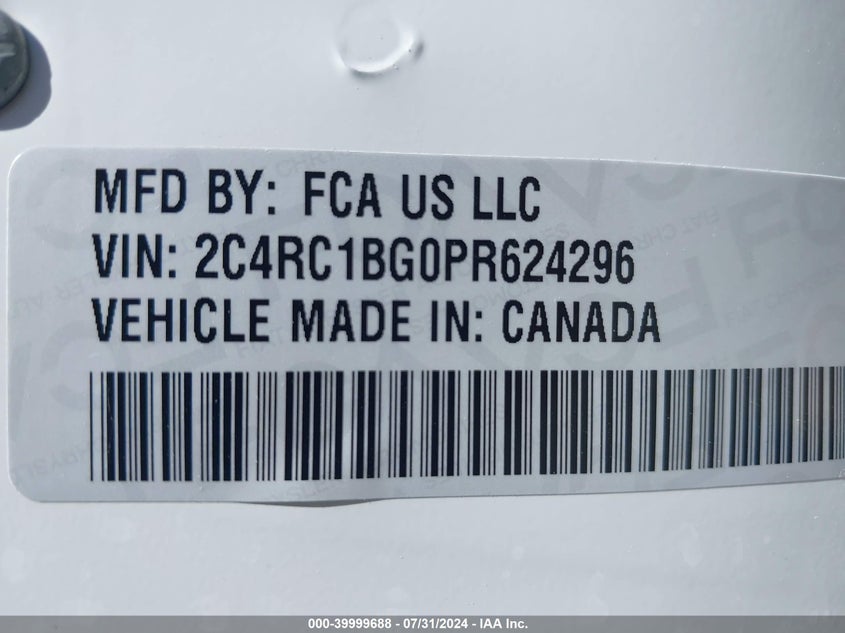 MFD BY: FCA US LLC
VIN: 2C4RC1BG0PR624296
VEHICLE MADE IN: CANADA
000-39999688 - 07/31/2024 - IAA Inc.